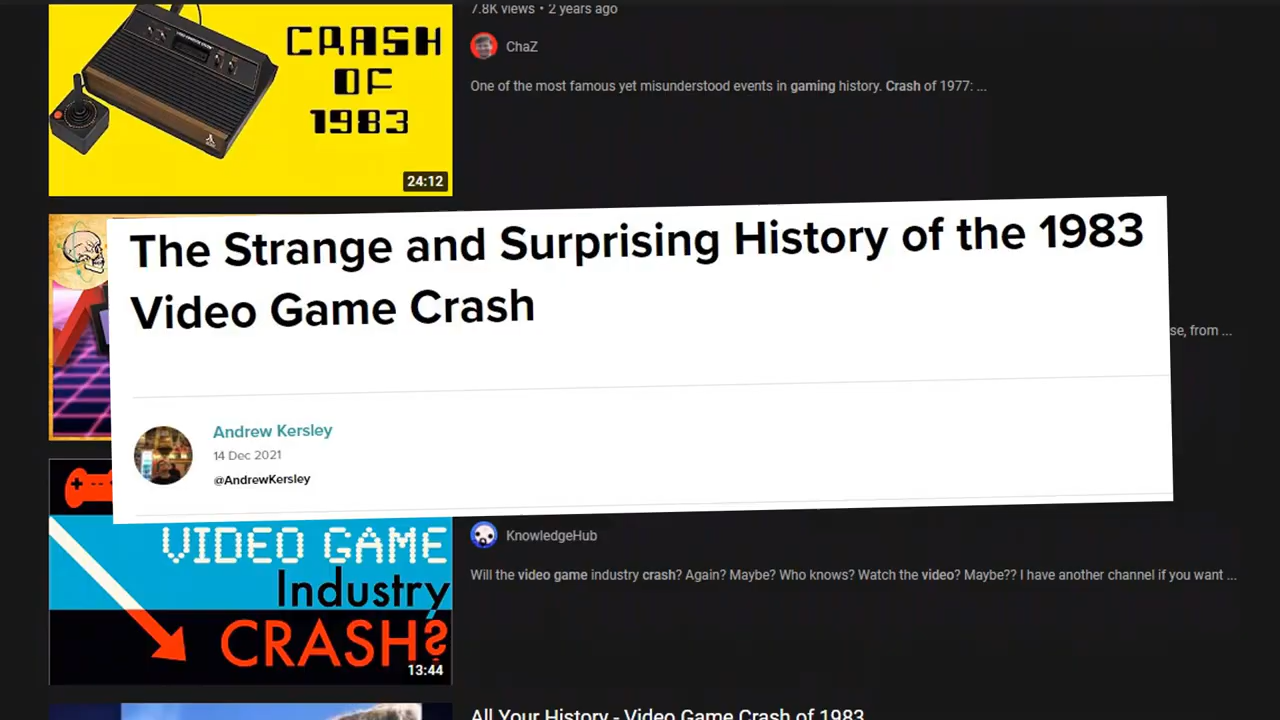 7.8K views • 2 years ago
CRASH
OF
1983
ChaZ
One of the most famous yet misunderstood events in gaming history. Crash of 1977: ...
24:12
The Strange and Surprising History of the 1983
Video Game Crash
se, from ...
Andrew Kersley
14 Dec 2021
@AndrewKersley
VIDEO GAME
Industry
CRASH?
13:44
KnowledgeHub
Will the video game industry crash? Again? Maybe? Who knows? Watch the video? Maybe?? I have another channel if you want ...
All Your History - Video Game Crash of 1983